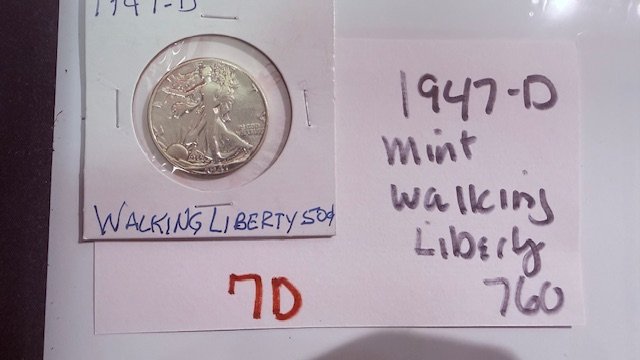 1947-D
WALKING LIBERTY 50¢
1947-D
Mint
Walking
Liberty
760
7D